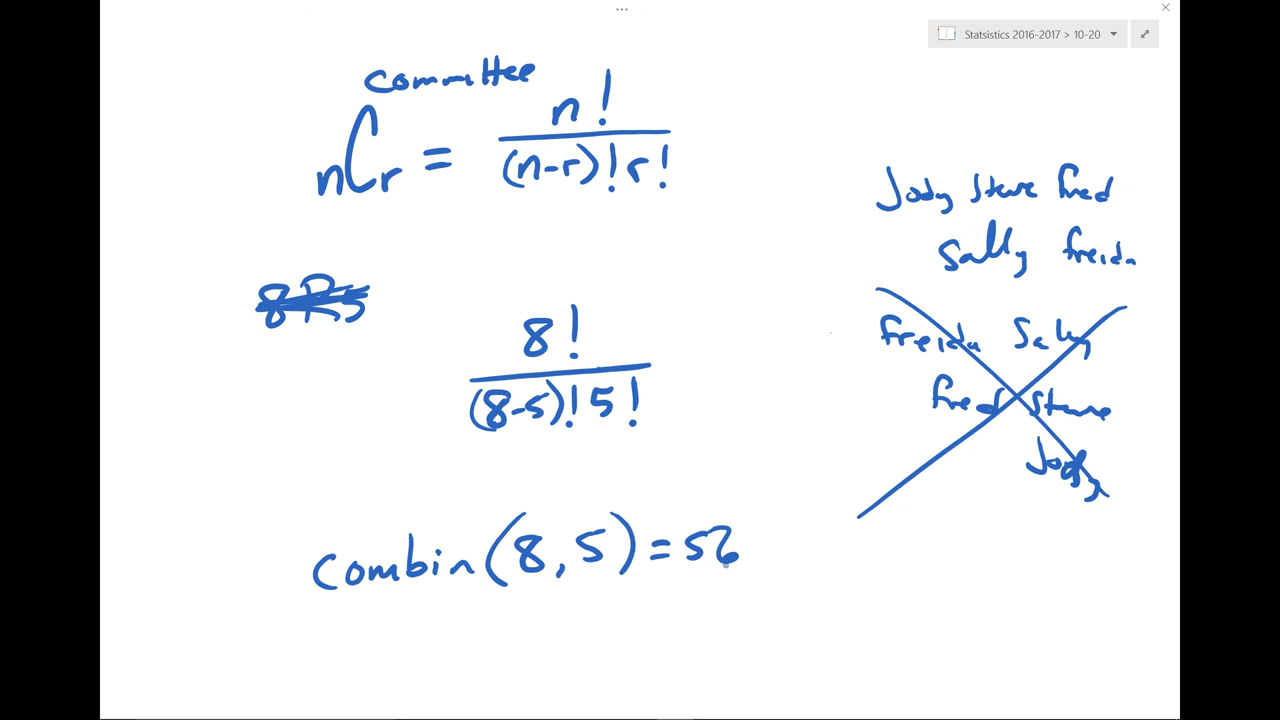 Statsistics 2016-2017 > 10-20
committee
nCr = n! / (n-r)! r!
Jody Steve Fred
Sally Freida
8P5
8! / (8-5)! 5!
Freida Sally
Fred Steve
Jody
combin(8,5) = 56